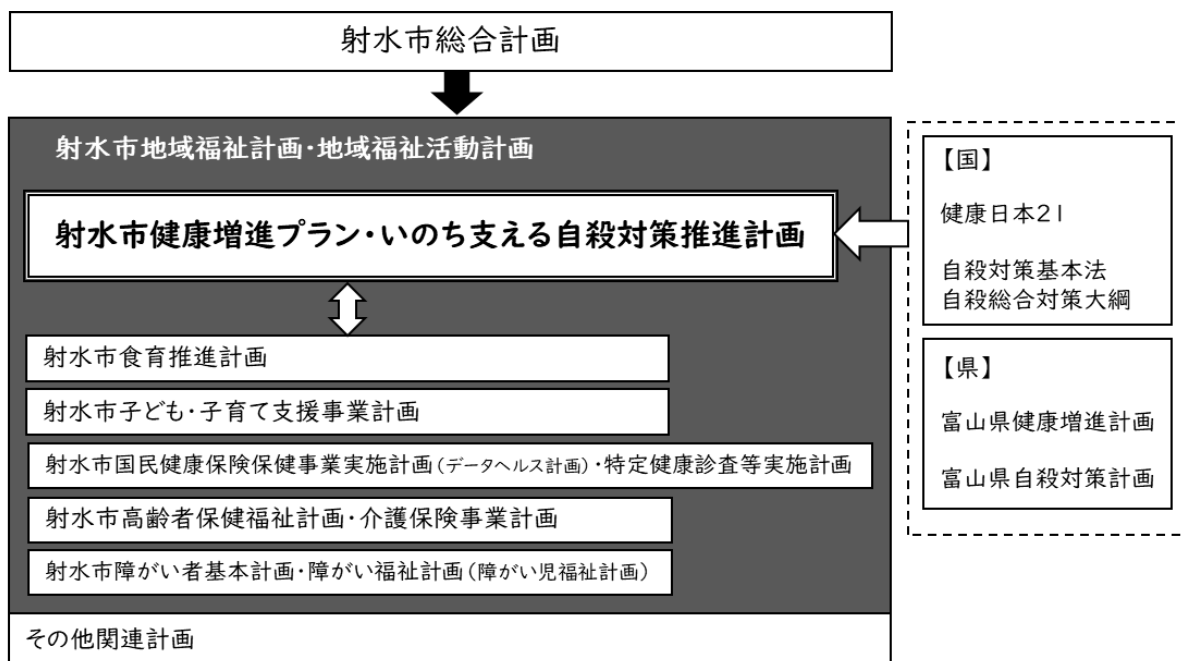 射水市総合計画
射水市地域福祉計画・地域福祉活動計画
射水市健康増進プラン・いのち支える自殺対策推進計画
射水市食育推進計画
射水市子ども・子育て支援事業計画
射水市国民健康保険保健事業実施計画(データヘルス計画)・特定健康診査等実施計画
射水市高齢者保健福祉計画・介護保険事業計画
射水市障がい者基本計画・障がい福祉計画(障がい児福祉計画)
その他関連計画
【国】
健康日本21
自殺対策基本法
自殺総合対策大綱
【県】
富山県健康増進計画
富山県自殺対策計画